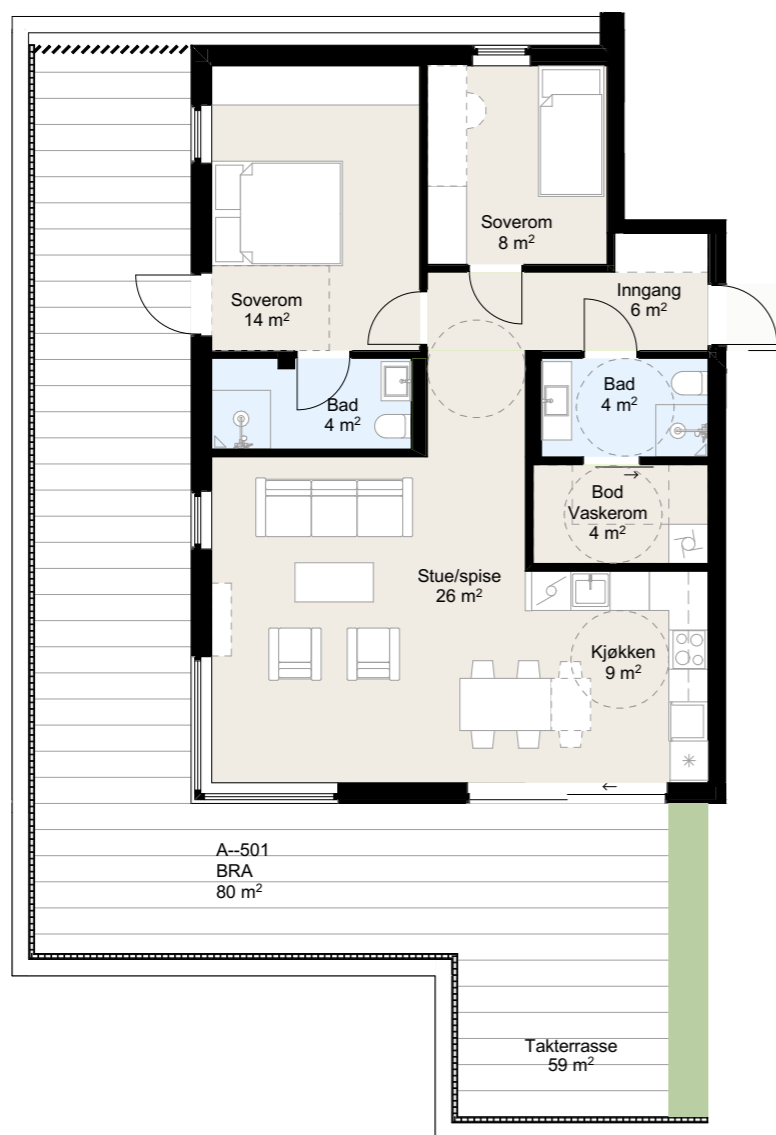 Soverom
8 m²
Soverom
14 m²
Inngang
6 m²
Bad
4 m²
Bad
4 m²
Bod
Vaskerom
4 m²
Stue/spise
26 m²
Kjøkken
9 m²
A--501
BRA
80 m²
Takterrasse
59 m²